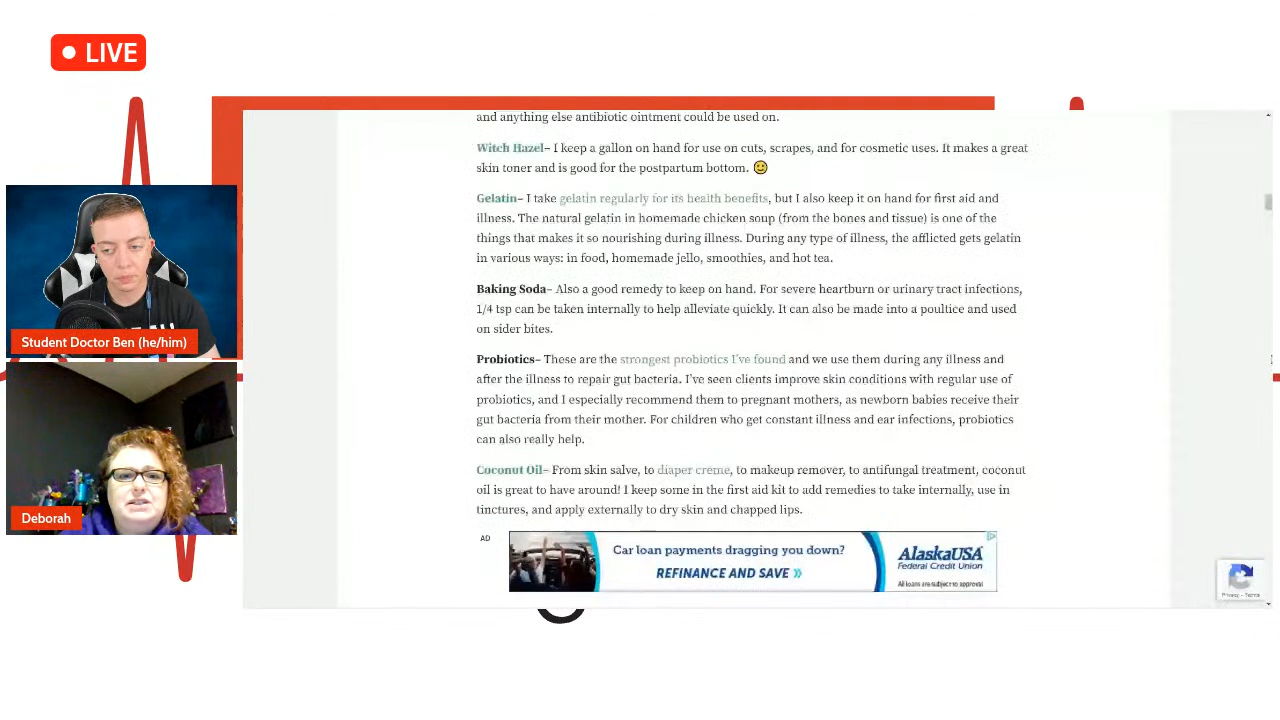 LIVE
and anything else antibiotic ointment could be used on.
Witch Hazel– I keep a gallon on hand for use on cuts, scrapes, and for cosmetic uses. It makes a great
skin toner and is good for the postpartum bottom.
Gelatin– I take gelatin regularly for its health benefits, but I also keep it on hand for first aid and
illness. The natural gelatin in homemade chicken soup (from the bones and tissue) is one of the
things that makes it so nourishing during illness. During any type of illness, the afflicted gets gelatin
in various ways: in food, homemade jello, smoothies, and hot tea.
Baking Soda– Also a good remedy to keep on hand. For severe heartburn or urinary tract infections,
1/4 tsp can be taken internally to help alleviate quickly. It can also be made into a poultice and used
on sider bites.
Probiotics– These are the strongest probiotics I've found and we use them during any illness and
after the illness to repair gut bacteria. I've seen clients improve skin conditions with regular use of
probiotics, and I especially recommend them to pregnant mothers, as newborn babies receive their
gut bacteria from their mother. For children who get constant illness and ear infections, probiotics
can also really help.
Coconut Oil– From skin salve, to diaper creme, to makeup remover, to antifungal treatment, coconut
oil is great to have around! I keep some in the first aid kit to add remedies to take internally, use in
tinctures, and apply externally to dry skin and chapped lips.
AD
Car loan payments dragging you down?
REFINANCE AND SAVE »
AlaskaUSA
Federal Credit Union
All loans are subject to approval
Privacy - Terms
Student Doctor Ben (he/him)
Deborah